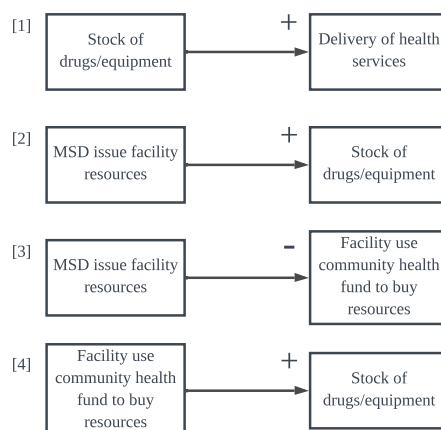 [1]
Stock of
drugs/equipment
+
Delivery of health
services
[2]
MSD issue facility
resources
+
Stock of
drugs/equipment
[3]
MSD issue facility
resources
-
Facility use
community health
fund to buy
resources
[4]
Facility use
community health
fund to buy
resources
+
Stock of
drugs/equipment